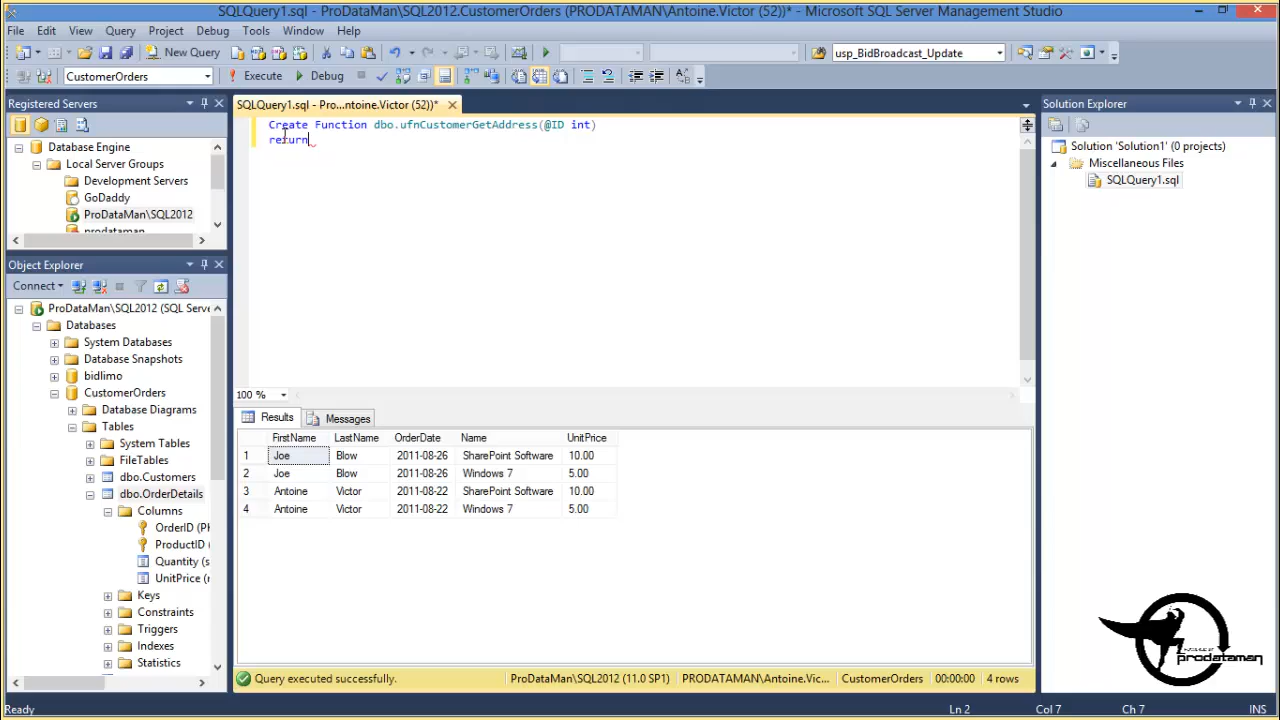 SQLQuery1.sql - ProDataMan\SQL2012.CustomerOrders (PRODATAMAN\Antoine.Victor (52))* - Microsoft SQL Server Management Studio
File Edit View Query Project Debug Tools Window Help
New Query usp_BidBroadcast_Update
CustomerOrders Execute Debug
Registered Servers
Database Engine
Local Server Groups
Development Servers
GoDaddy
ProDataMan\SQL2012
prodataman
Object Explorer
Connect
ProDataMan\SQL2012 (SQL Serve
Databases
System Databases
Database Snapshots
bidlimo
CustomerOrders
Database Diagrams
Tables
System Tables
FileTables
dbo.Customers
dbo.OrderDetails
Columns
OrderID (PK
ProductID
Quantity (s
UnitPrice (
Keys
Constraints
Triggers
Indexes
Statistics
SQLQuery1.sql - Pro...ntoine.Victor (52))*
Create Function dbo.ufnCustomerGetAddress(@ID int)
return
100 %
Results Messages
FirstName LastName OrderDate Name UnitPrice
1 Joe Blow 2011-08-26 SharePoint Software 10.00
2 Joe Blow 2011-08-26 Windows 7 5.00
3 Antoine Victor 2011-08-22 SharePoint Software 10.00
4 Antoine Victor 2011-08-22 Windows 7 5.00
Query executed successfully. ProDataMan\SQL2012 (11.0 SP1) PRODATAMAN\Antoine.Vic... CustomerOrders 00:00:00 4 rows
Solution Explorer
Solution 'Solution1' (0 projects)
Miscellaneous Files
SQLQuery1.sql
prodataman
Ready Ln 2 Col 7 Ch 7 INS